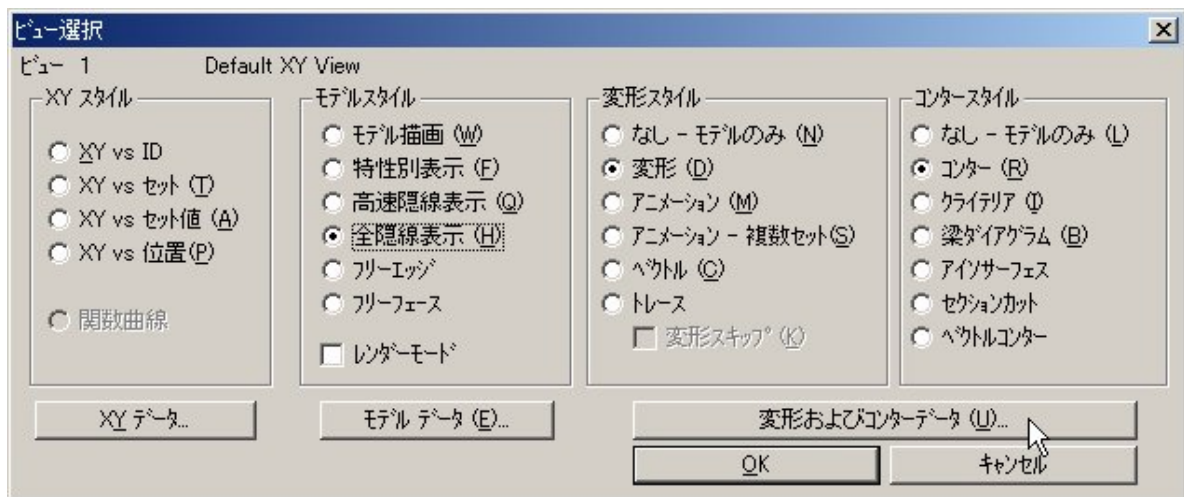 ビュー選択
ビュー 1 Default XY View
XY スタイル
XY vs ID
XY vs セット (T)
XY vs セット値 (A)
XY vs 位置(P)
関数曲線
モデルスタイル
モデル描画 (W)
特性別表示 (F)
高速隠線表示 (Q)
全隠線表示 (H)
フリーエッジ
フリーフェース
レンダーモード
変形スタイル
なし - モデルのみ (N)
変形 (D)
アニメーション (M)
アニメーション - 複数セット(S)
ベクトル (C)
トレース
変形スキップ (K)
コンタースタイル
なし - モデルのみ (L)
コンター (R)
クライテリア (I)
梁ダイアグラム (B)
アイソサーフェス
セクションカット
ベクトルコンター
XY データ...
モデル データ (E)...
変形およびコンターデータ (U)...
OK
キャンセル